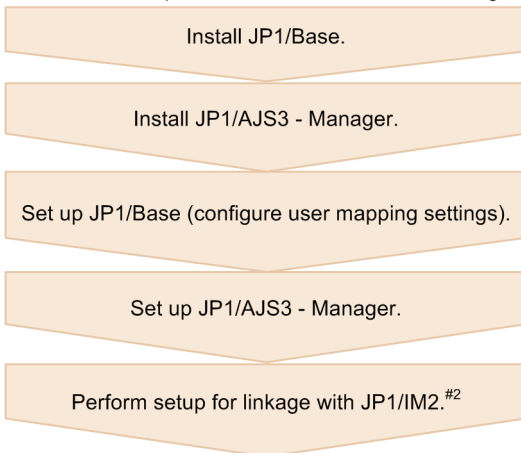 Install JP1/Base.
Install JP1/AJS3 - Manager.
Set up JP1/Base (configure user mapping settings).
Set up JP1/AJS3 - Manager.
Perform setup for linkage with JP1/IM2.#2